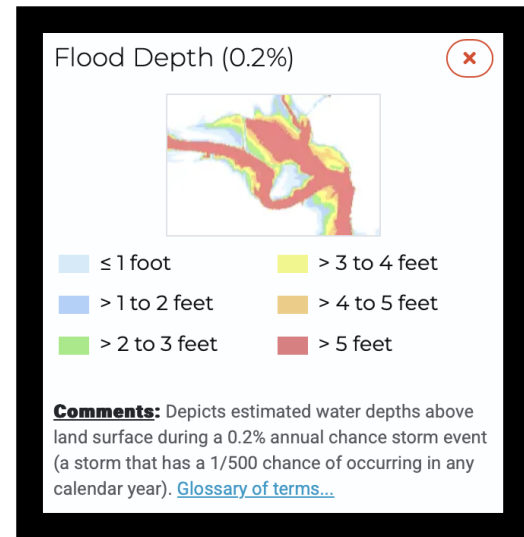 Flood Depth (0.2%)
≤ 1 foot
> 3 to 4 feet
> 1 to 2 feet
> 4 to 5 feet
> 2 to 3 feet
> 5 feet
Comments: Depicts estimated water depths above
land surface during a 0.2% annual chance storm event
(a storm that has a 1/500 chance of occurring in any
calendar year). Glossary of terms...